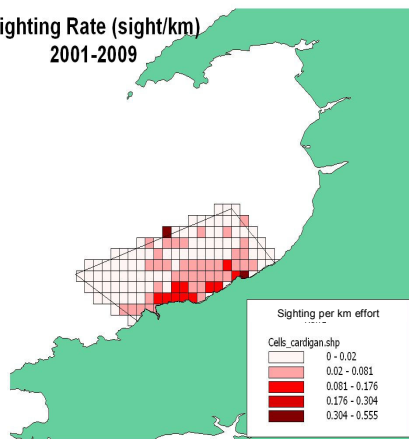 ighting Rate (sight/km)
2001-2009
Sighting per km effort
Cells_cardigan.shp
0 - 0.02
0.02 - 0.081
0.081 - 0.176
0.176 - 0.304
0.304 - 0.555